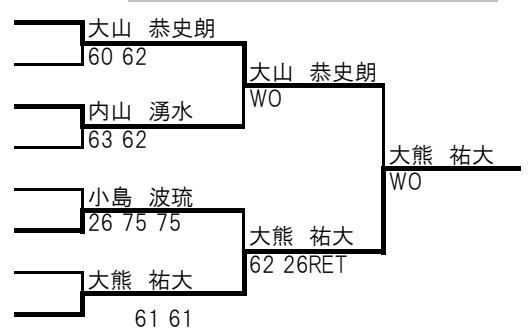 大山 恭史朗
60 62
大山 恭史朗
WO
内山 湧水
63 62
大熊 祐大
WO
小島 波琉
26 75 75
大熊 祐大
62 26RET
大熊 祐大
61 61